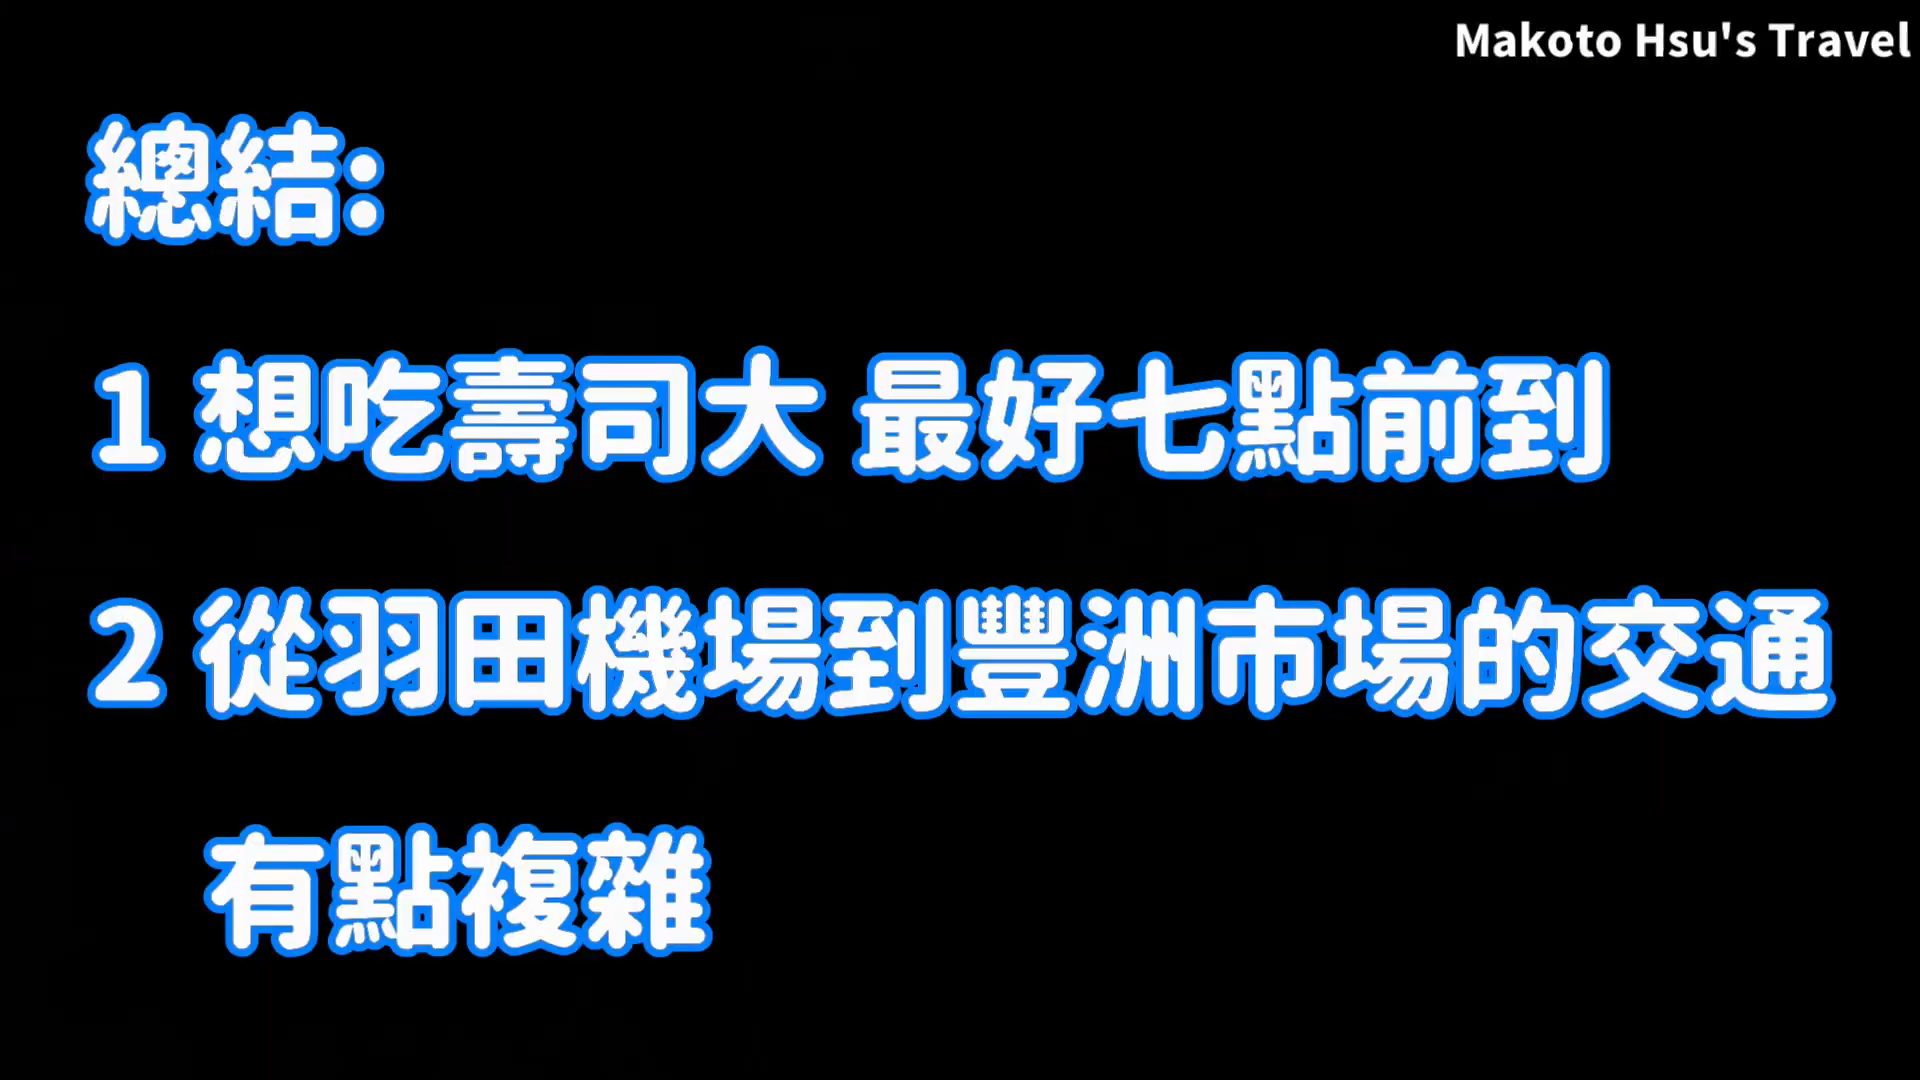 Makoto Hsu's Travel
總結:
1 想吃壽司大 最好七點前到
2 從羽田機場到豐洲市場的交通
有點複雜